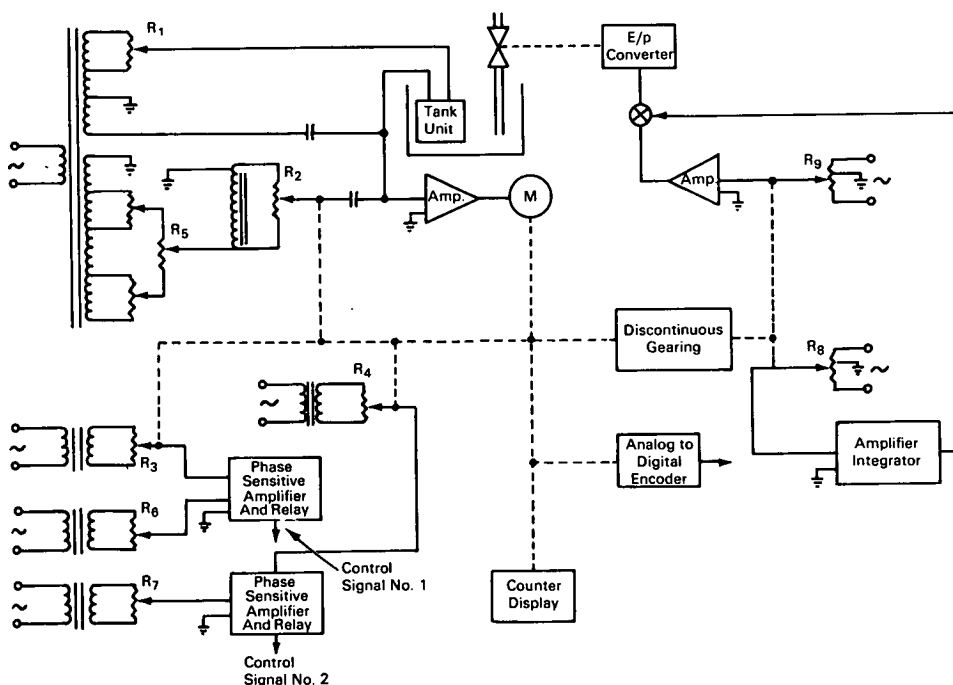 R1
E/p
Converter
Tank
Unit
R2
R9
Amp.
Amp.
M
R5
Discontinuous
Gearing
R8
R4
R3
Phase
Sensitive
Amplifier
And Relay
Analog to
Digital
Encoder
Amplifier
Integrator
R6
Control
Signal No. 1
R7
Phase
Sensitive
Amplifier
And Relay
Counter
Display
Control
Signal No. 2